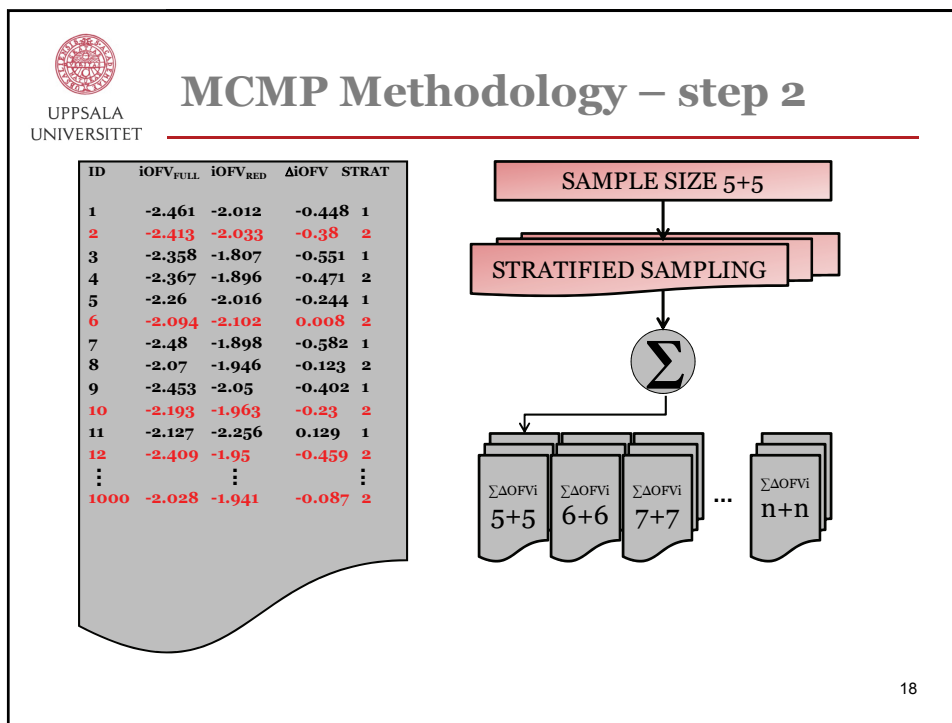 UPPSALA
UNIVERSITET
MCMP Methodology – step 2
ID iOFVFULL iOFVRED ΔiOFV STRAT
1 -2.461 -2.012 -0.448 1
2 -2.413 -2.033 -0.38 2
3 -2.358 -1.807 -0.551 1
4 -2.367 -1.896 -0.471 2
5 -2.26 -2.016 -0.244 1
6 -2.094 -2.102 0.008 2
7 -2.48 -1.898 -0.582 1
8 -2.07 -1.946 -0.123 2
9 -2.453 -2.05 -0.402 1
10 -2.193 -1.963 -0.23 2
11 -2.127 -2.256 0.129 1
12 -2.409 -1.95 -0.459 2
⋮ ⋮ ⋮
1000 -2.028 -1.941 -0.087 2
SAMPLE SIZE 5+5
STRATIFIED SAMPLING
Σ
∑ΔOFVi
5+5
∑ΔOFVi
6+6
∑ΔOFVi
7+7
...
∑ΔOFVi
n+n
18